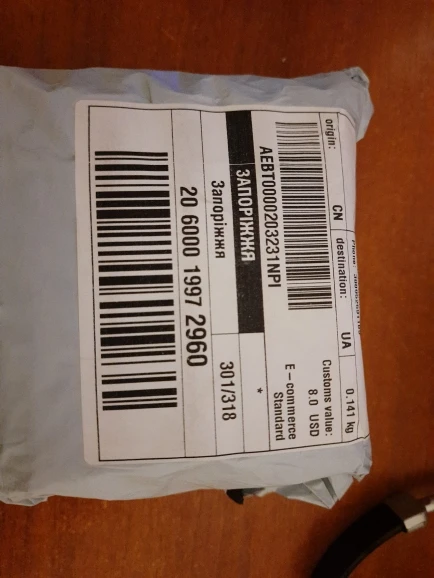 Phone:
origin: CN destination: UA 0.141 kg
Customs value:
8.0 USD
E-commerce
Standard
AEBT0000203231NPI
ЗАПОРІЖЖЯ *
Запоріжжя 301/318
20 6000 1997 2960